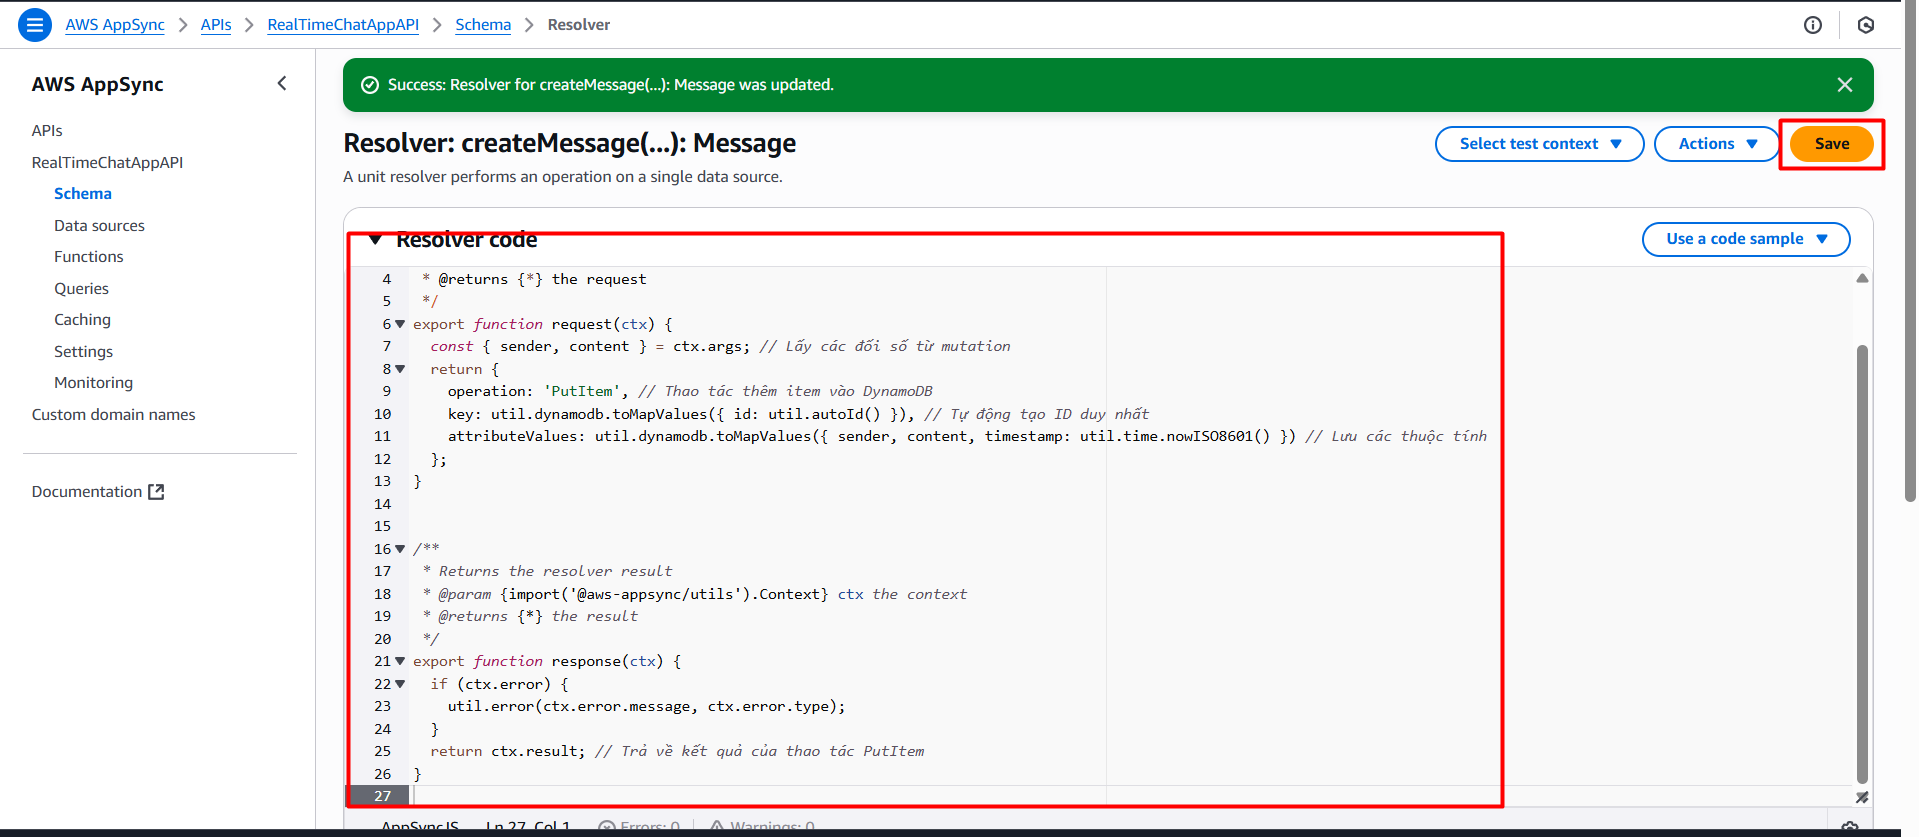 AWS AppSync > APIs > RealTimeChatAppAPI > Schema > Resolver
AWS AppSync
APIs
RealTimeChatAppAPI
Schema
Data sources
Functions
Queries
Caching
Settings
Monitoring
Custom domain names
Documentation
Success: Resolver for createMessage(...): Message was updated.
Resolver: createMessage(...): Message
Select test context
Actions
Save
A unit resolver performs an operation on a single data source.
Resolver code
Use a code sample
4 * @returns {*} the request
5 */
6 export function request(ctx) {
7 const { sender, content } = ctx.args; // Lấy các đối số từ mutation
8 return {
9 operation: 'PutItem', // Thao tác thêm item vào DynamoDB
10 key: util.dynamodb.toMapValues({ id: util.autoId() }), // Tự động tạo ID duy nhất
11 attributeValues: util.dynamodb.toMapValues({ sender, content, timestamp: util.time.nowISO8601() }) // Lưu các thuộc tính
12 };
13 }
14
15
16 /**
17 * Returns the resolver result
18 * @param {import('@aws-appsync/utils').Context} ctx the context
19 * @returns {*} the result
20 */
21 export function response(ctx) {
22 if (ctx.error) {
23 util.error(ctx.error.message, ctx.error.type);
24 }
25 return ctx.result; // Trả về kết quả của thao tác PutItem
26 }
27
AppSyncJS Ln 27, Col 1 Errors: 0 Warnings: 0